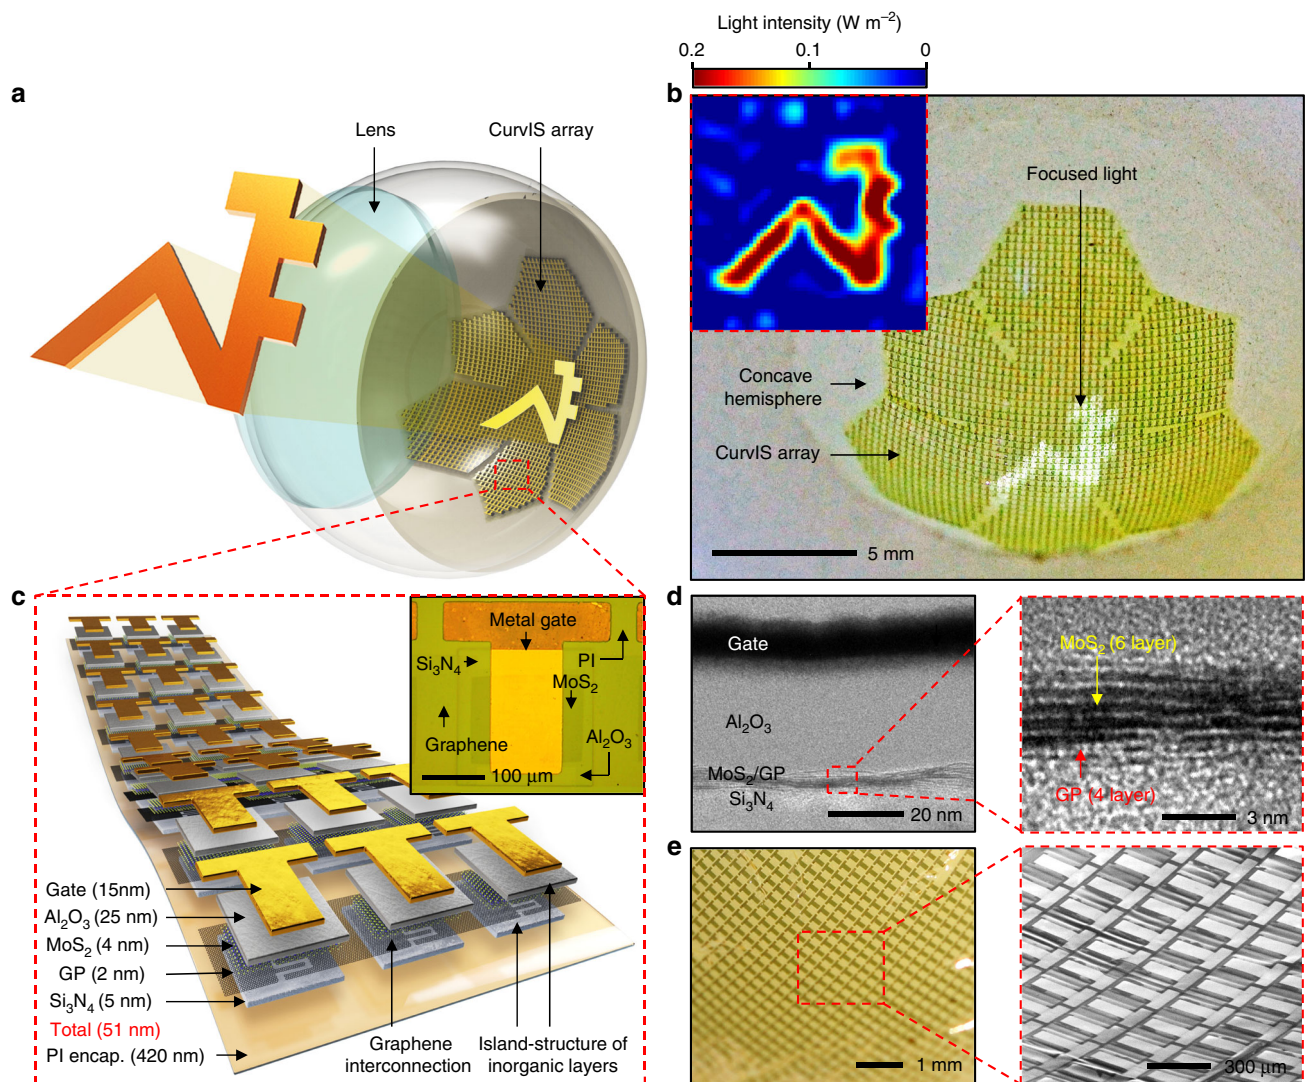 Light intensity (W m⁻²)
0.2 0.1 0
a
Lens
CurvIS array
b
Focused light
Concave
hemisphere
CurvIS array
5 mm
c
Metal gate
Si₃N₄
PI
MoS₂
Graphene
Al₂O₃
100 μm
Gate (15nm)
Al₂O₃ (25 nm)
MoS₂ (4 nm)
GP (2 nm)
Si₃N₄ (5 nm)
Total (51 nm)
PI encap. (420 nm)
Graphene
interconnection
Island-structure of
inorganic layers
d
Gate
Al₂O₃
MoS₂/GP
Si₃N₄
20 nm
MoS₂ (6 layer)
GP (4 layer)
3 nm
e
1 mm
300 μm